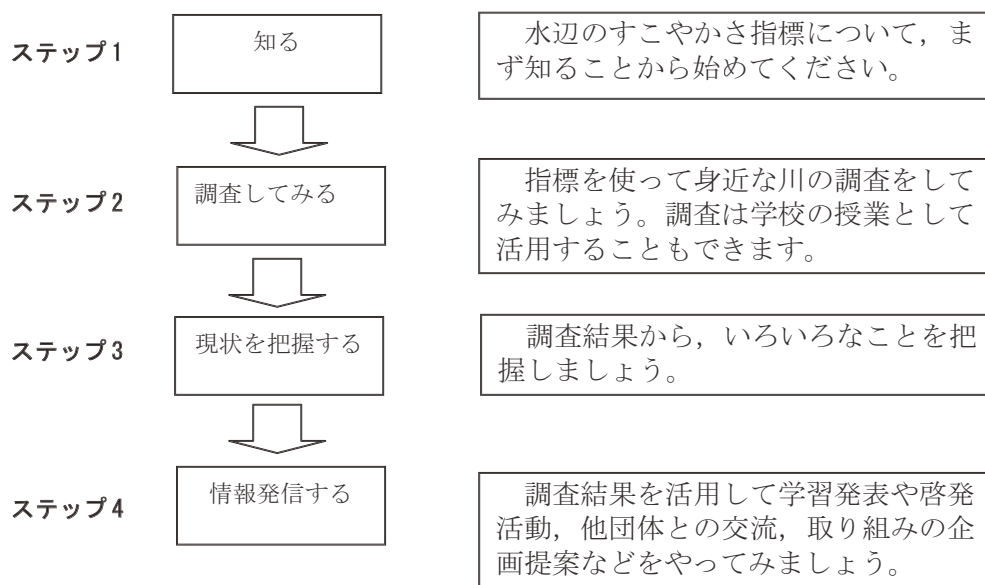 ステップ1
知る
水辺のすこやかさ指標について，ま
ず知ることから始めてください。
ステップ2
調査してみる
指標を使って身近な川の調査をして
みましょう。調査は学校の授業として
活用することもできます。
ステップ3
現状を把握する
調査結果から，いろいろなことを把
握しましょう。
ステップ4
情報発信する
調査結果を活用して学習発表や啓発
活動，他団体との交流，取り組みの企
画提案などをやってみましょう。